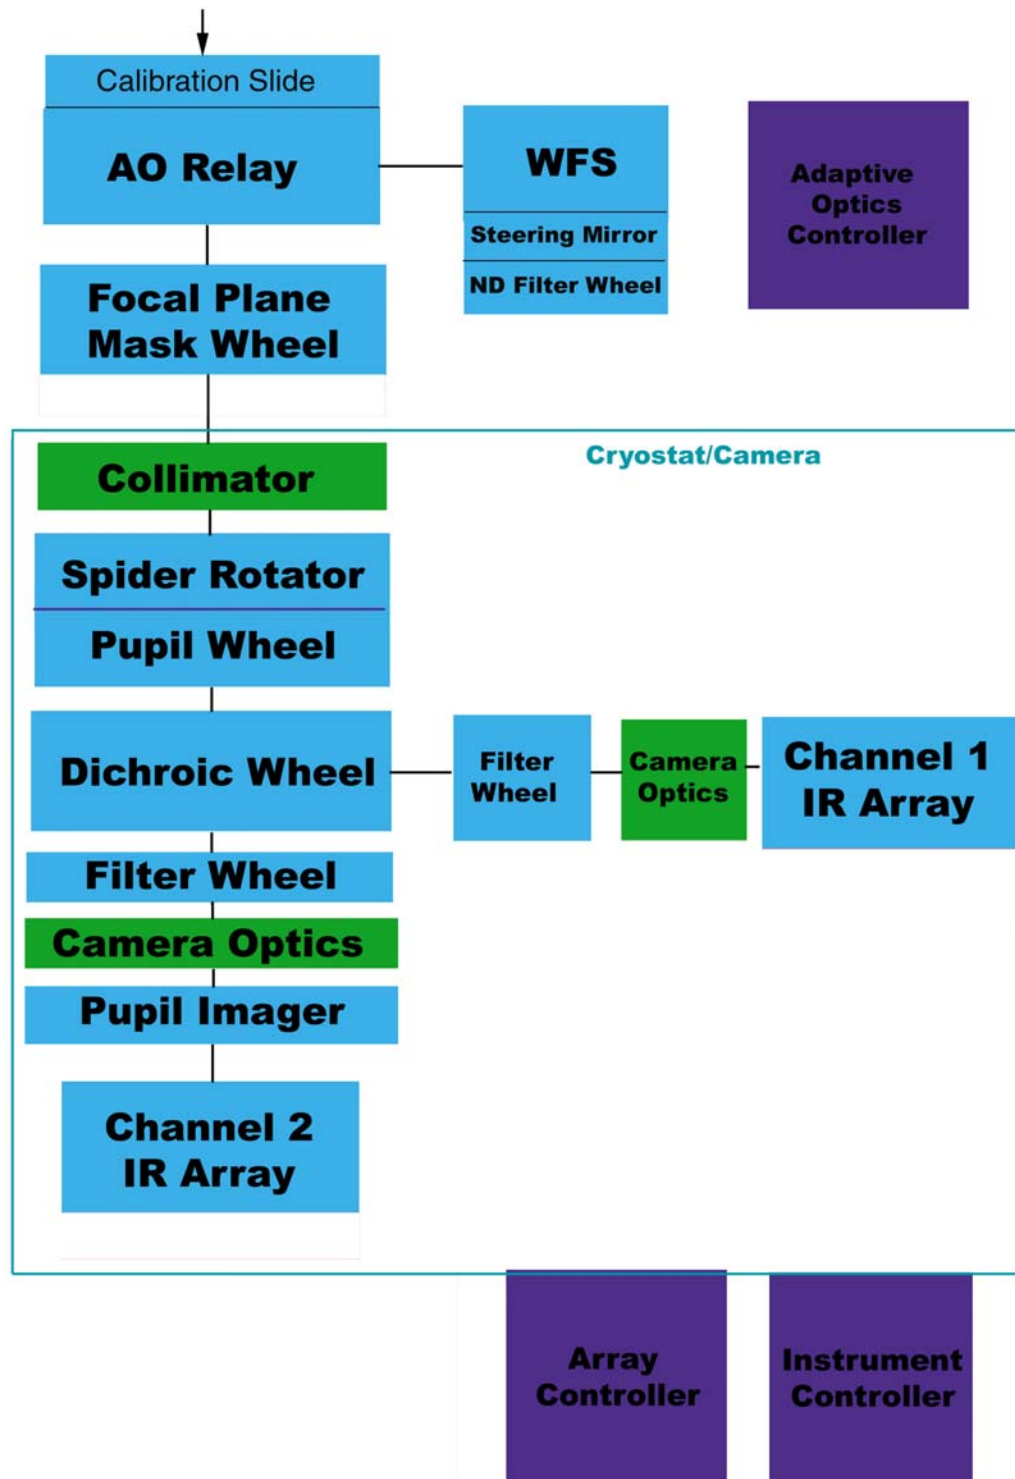 Calibration Slide
AO Relay
WFS
Steering Mirror
ND Filter Wheel
Adaptive
Optics
Controller
Focal Plane
Mask Wheel
Cryostat/Camera
Collimator
Spider Rotator
Pupil Wheel
Dichroic Wheel
Filter
Wheel
Camera
Optics
Channel 1
IR Array
Filter Wheel
Camera Optics
Pupil Imager
Channel 2
IR Array
Array
Controller
Instrument
Controller